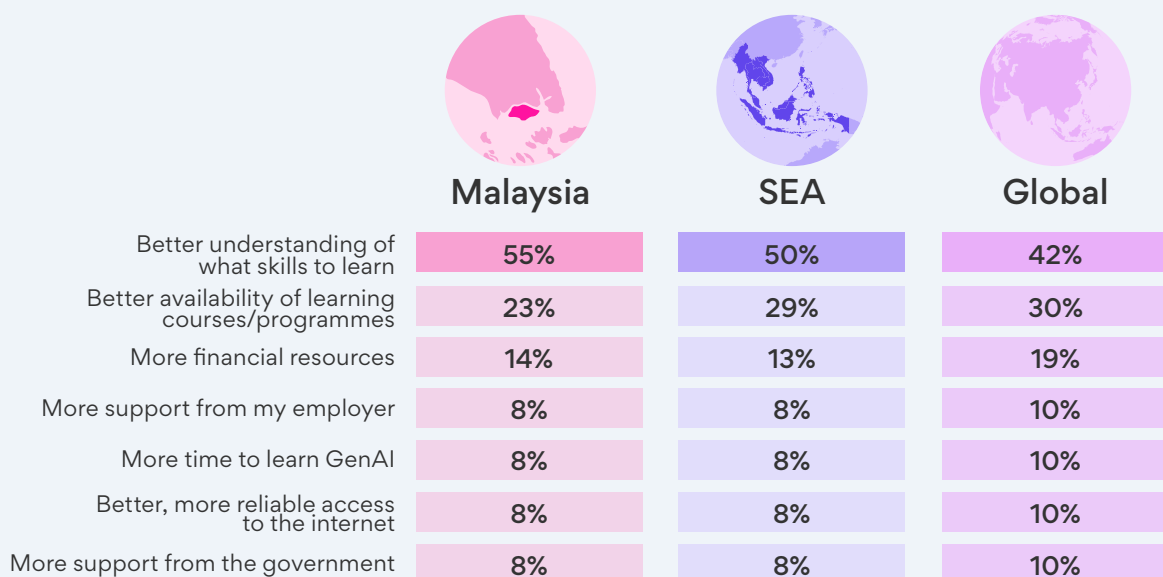 Malaysia SEA Global
Better understanding of
what skills to learn 55% 50% 42%
Better availability of learning
courses/programmes 23% 29% 30%
More financial resources 14% 13% 19%
More support from my employer 8% 8% 10%
More time to learn GenAI 8% 8% 10%
Better, more reliable access
to the internet 8% 8% 10%
More support from the government 8% 8% 10%